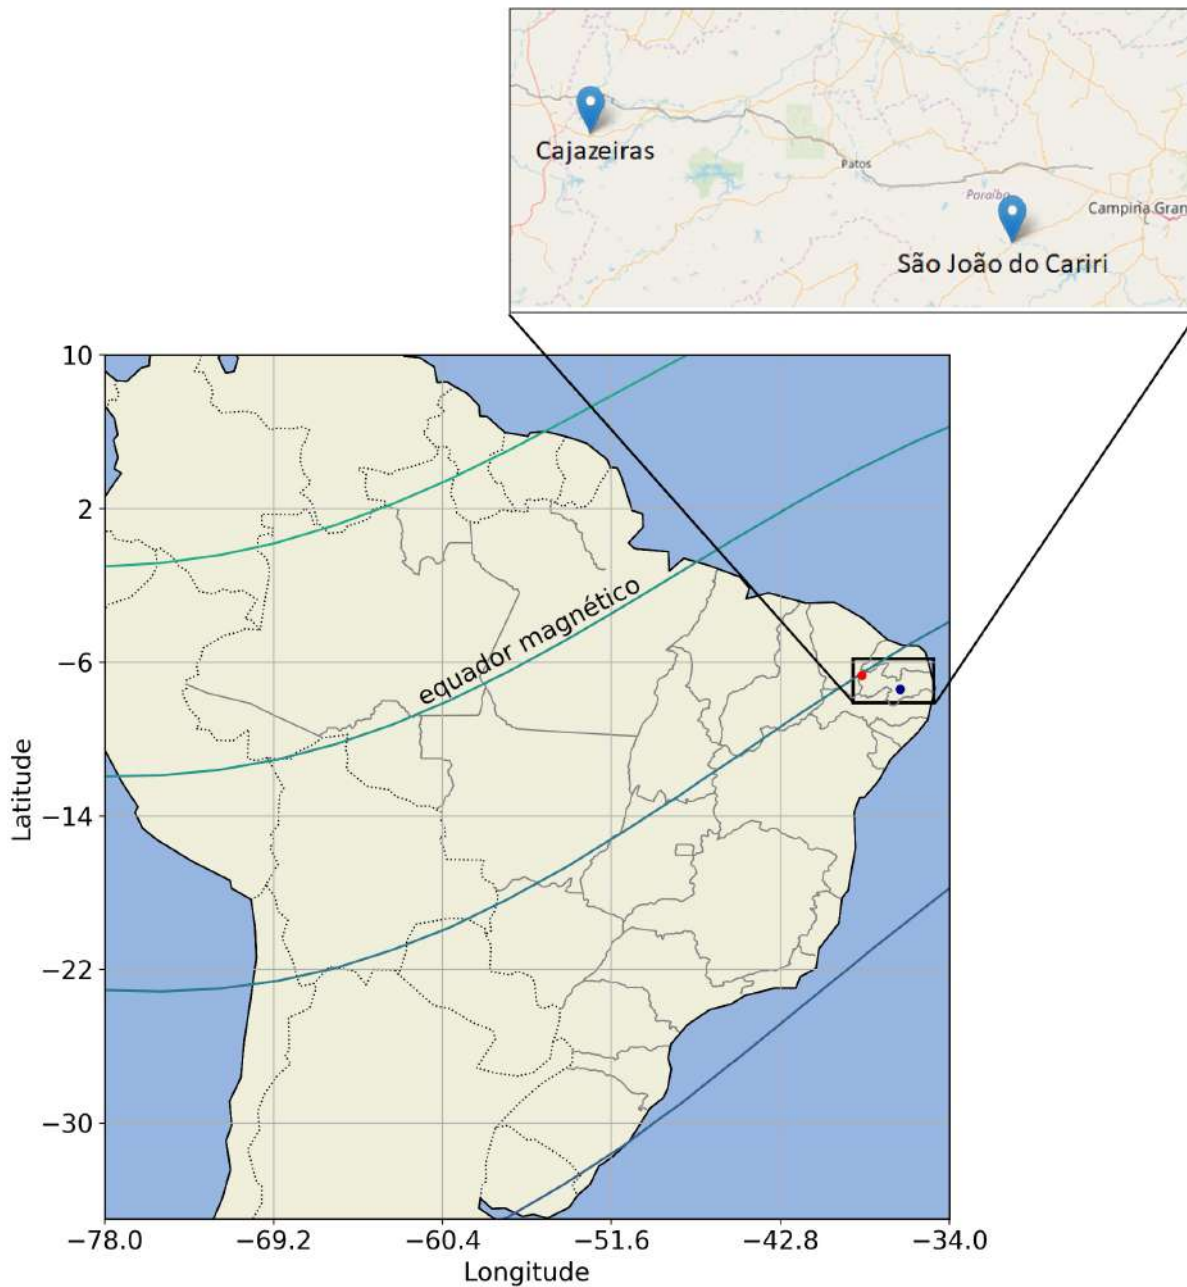 Cajazeiras
Patos
Paraíba
Campina Gran
São João do Cariri
10
2
−6
−14
−22
−30
Latitude
equador magnético
−78.0
−69.2
−60.4
−51.6
−42.8
−34.0
Longitude